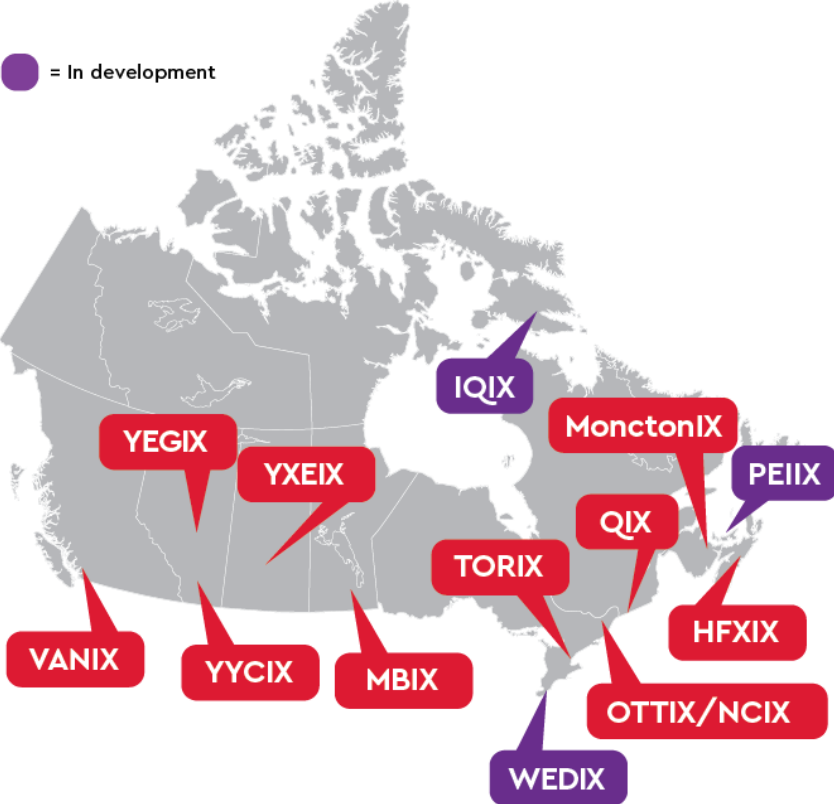 = In development
IQIX
MonctonIX
YEGIX
YXEIX
PEIIX
QIX
TORIX
HFXIX
VANIX
YYCIX
MBIX
OTTIX/NCIX
WEDIX